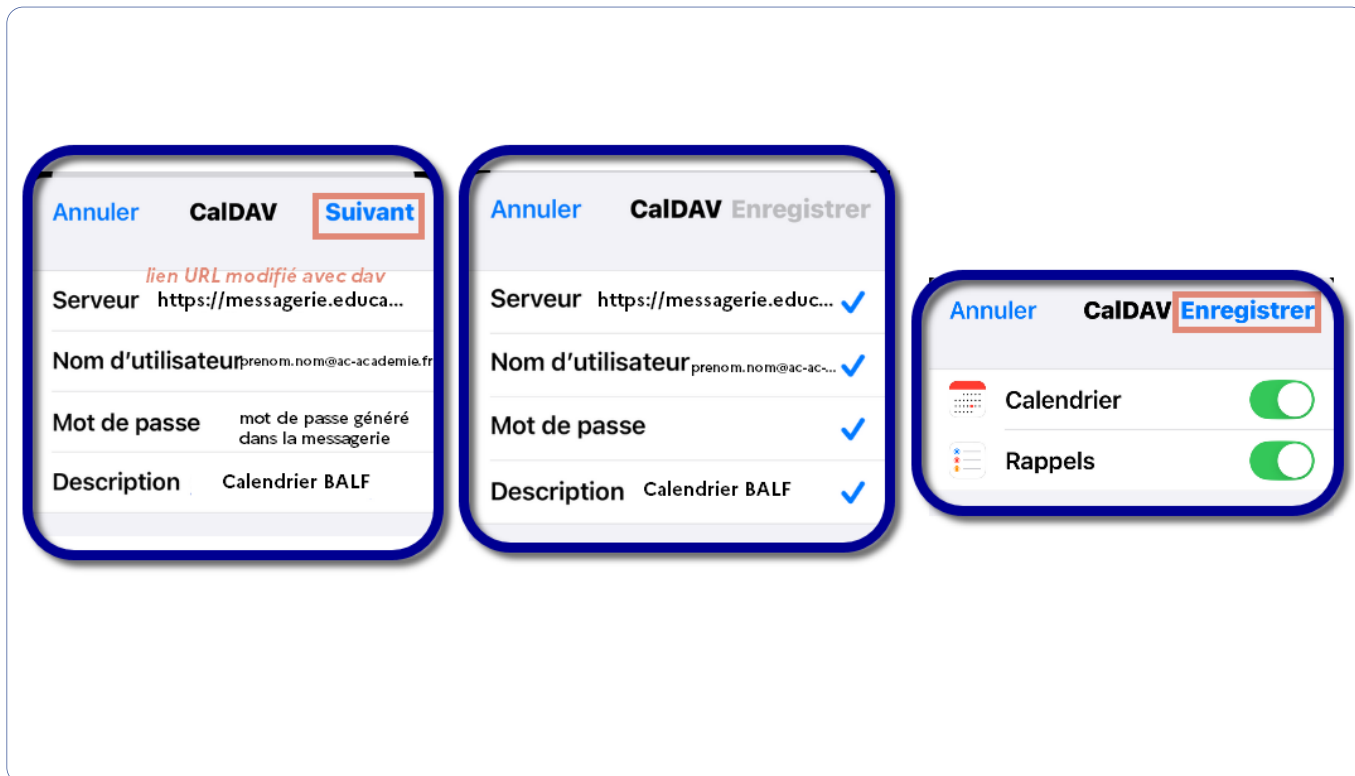 Annuler CalDAV Suivant
lien URL modifié avec dav
Serveur https://messagerie.educa...
Nom d'utilisateur prenom.nom@ac-academie.fr
Mot de passe mot de passe généré
dans la messagerie
Description Calendrier BALF
Annuler CalDAV Enregistrer
Serveur https://messagerie.educ...
Nom d'utilisateur prenom.nom@ac-ac-...
Mot de passe
Description Calendrier BALF
Annuler CalDAV Enregistrer
Calendrier
Rappels